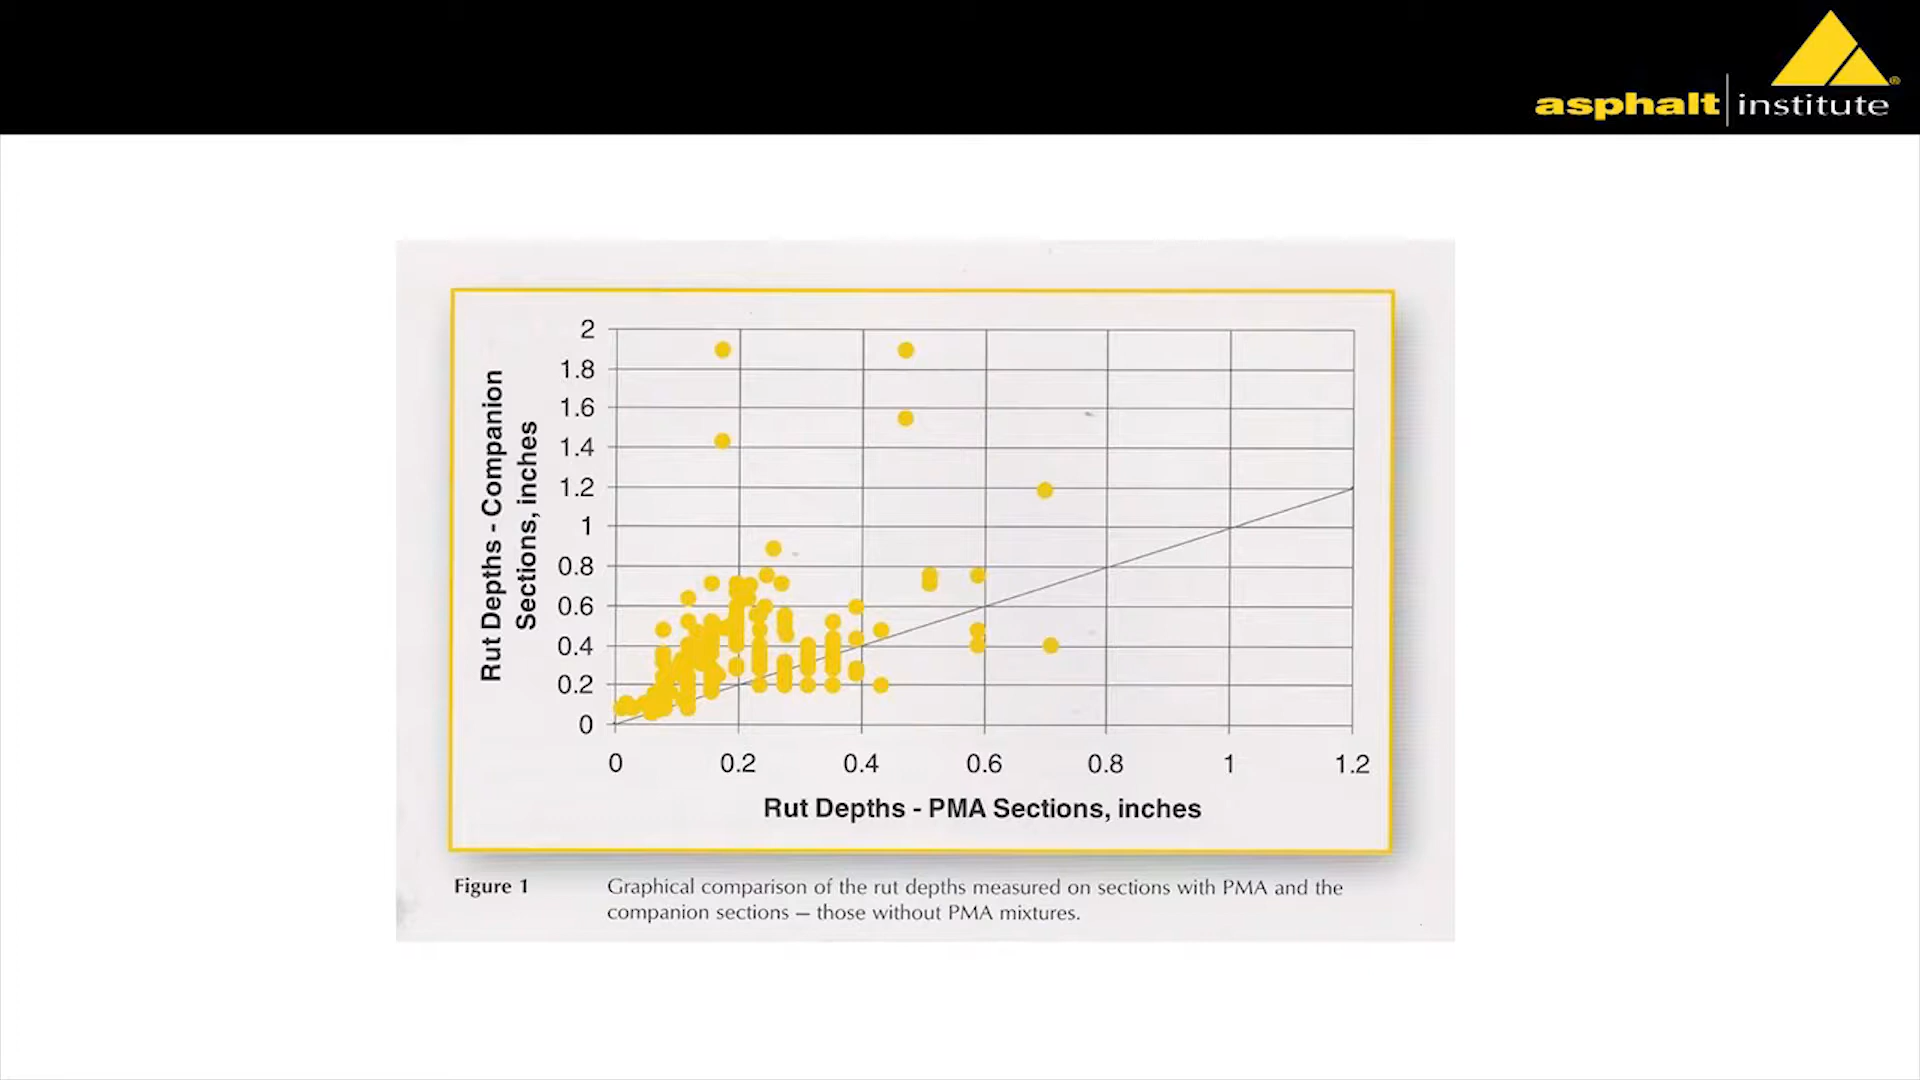 asphalt institute®
2
1.8
1.6
1.4
1.2
1
0.8
0.6
0.4
0.2
0
Rut Depths - Companion
Sections, inches
0 0.2 0.4 0.6 0.8 1 1.2
Rut Depths - PMA Sections, inches
Figure 1 Graphical comparison of the rut depths measured on sections with PMA and the
companion sections — those without PMA mixtures.